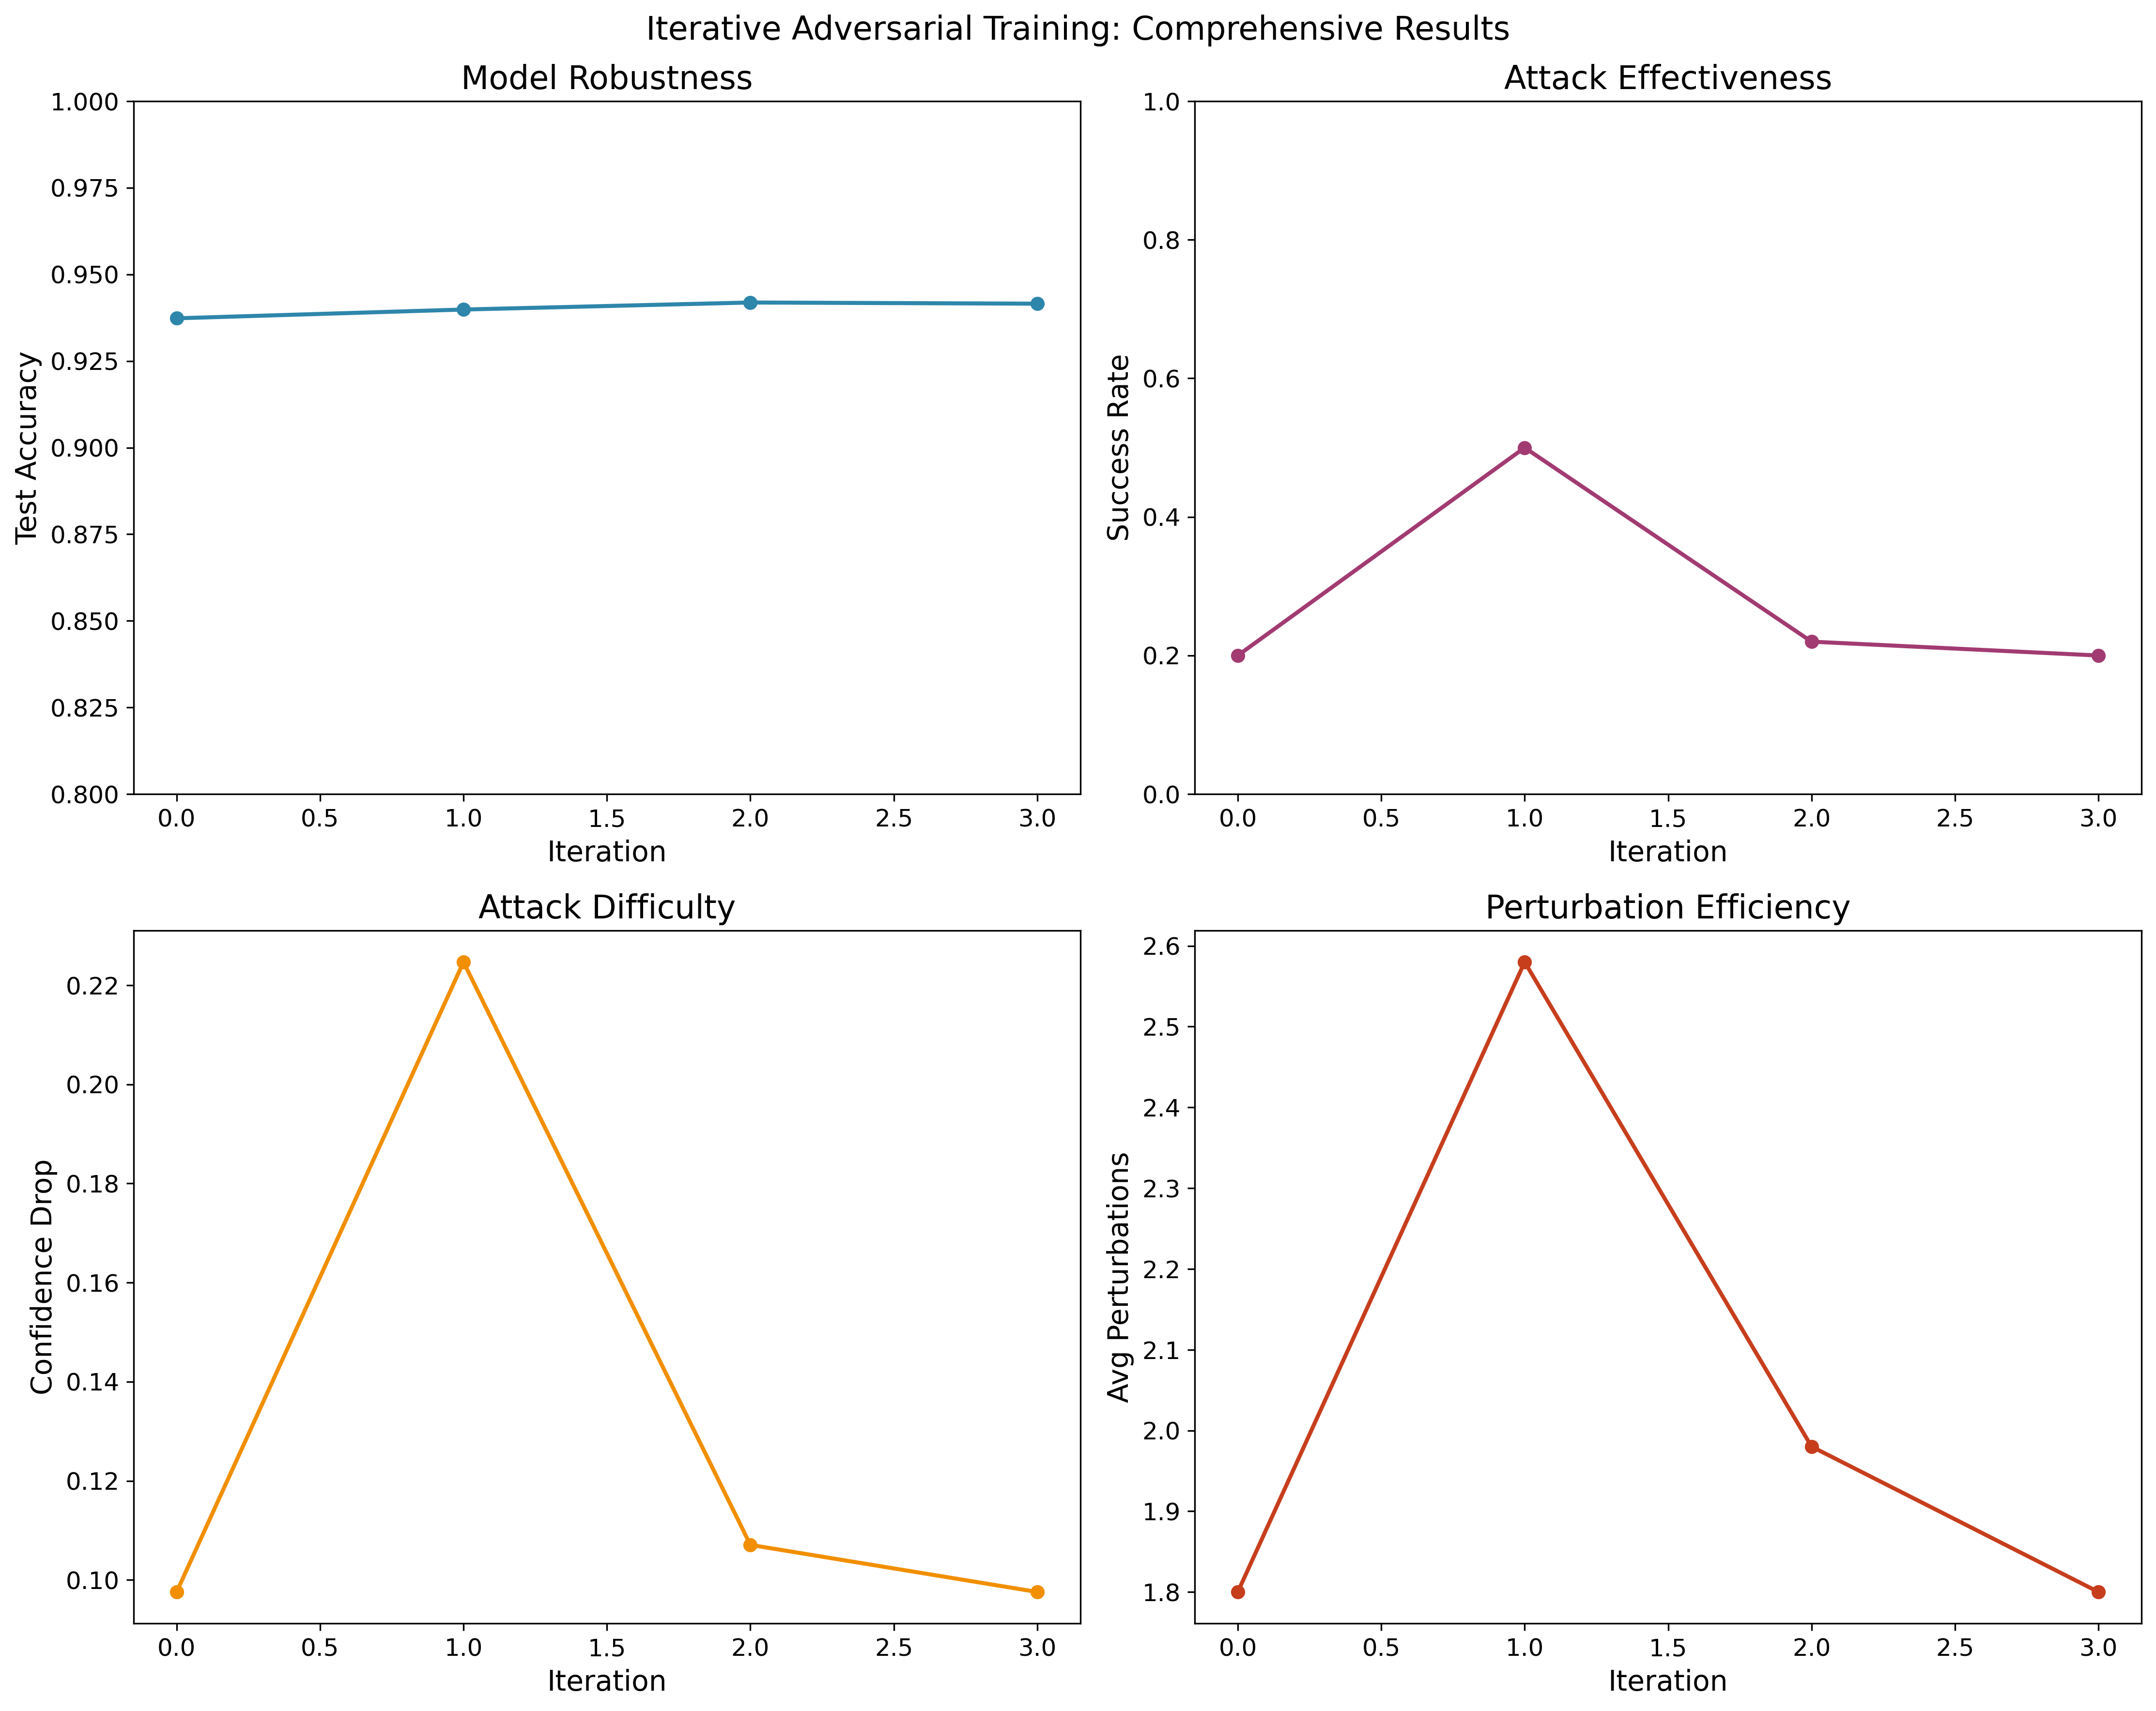 Iterative Adversarial Training: Comprehensive Results
Model Robustness
1.000
0.975
0.950
0.925
0.900
0.875
0.850
0.825
0.800
Test Accuracy
0.0 0.5 1.0 1.5 2.0 2.5 3.0
Iteration
Attack Effectiveness
1.0
0.8
0.6
0.4
0.2
0.0
Success Rate
0.0 0.5 1.0 1.5 2.0 2.5 3.0
Iteration
Attack Difficulty
0.22
0.20
0.18
0.16
0.14
0.12
0.10
Confidence Drop
0.0 0.5 1.0 1.5 2.0 2.5 3.0
Iteration
Perturbation Efficiency
2.6
2.5
2.4
2.3
2.2
2.1
2.0
1.9
1.8
Avg Perturbations
0.0 0.5 1.0 1.5 2.0 2.5 3.0
Iteration